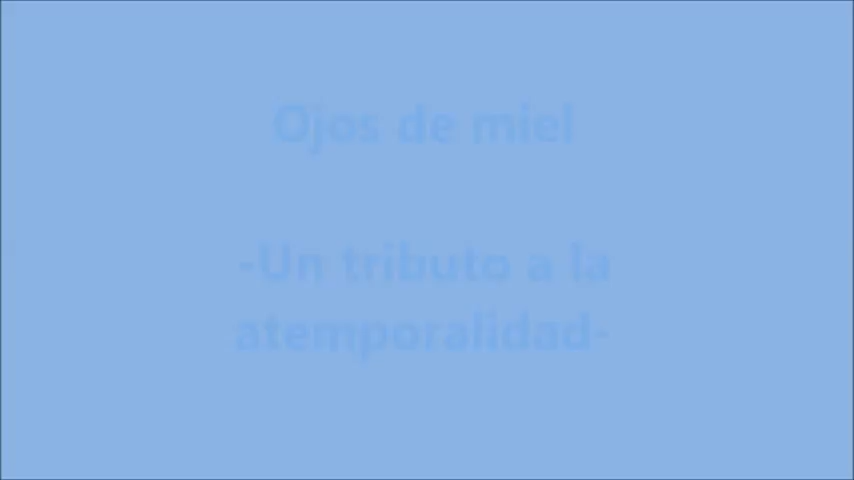 Ojos de miel
-Un tributo a la
atemporalidad-